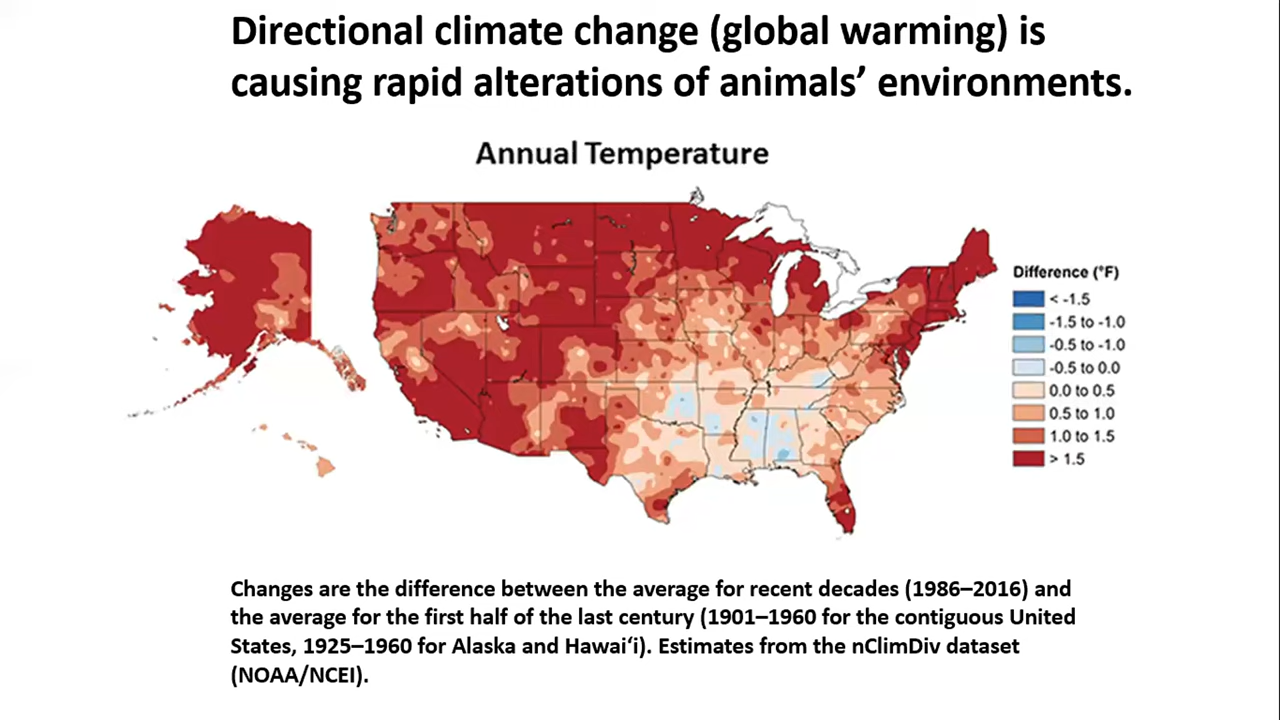 Directional climate change (global warming) is
causing rapid alterations of animals’ environments.
Annual Temperature
Difference (°F)
< -1.5
-1.5 to -1.0
-0.5 to -1.0
-0.5 to 0.0
0.0 to 0.5
0.5 to 1.0
1.0 to 1.5
> 1.5
Changes are the difference between the average for recent decades (1986–2016) and
the average for the first half of the last century (1901–1960 for the contiguous United
States, 1925–1960 for Alaska and Hawai‘i). Estimates from the nClimDiv dataset
(NOAA/NCEI).